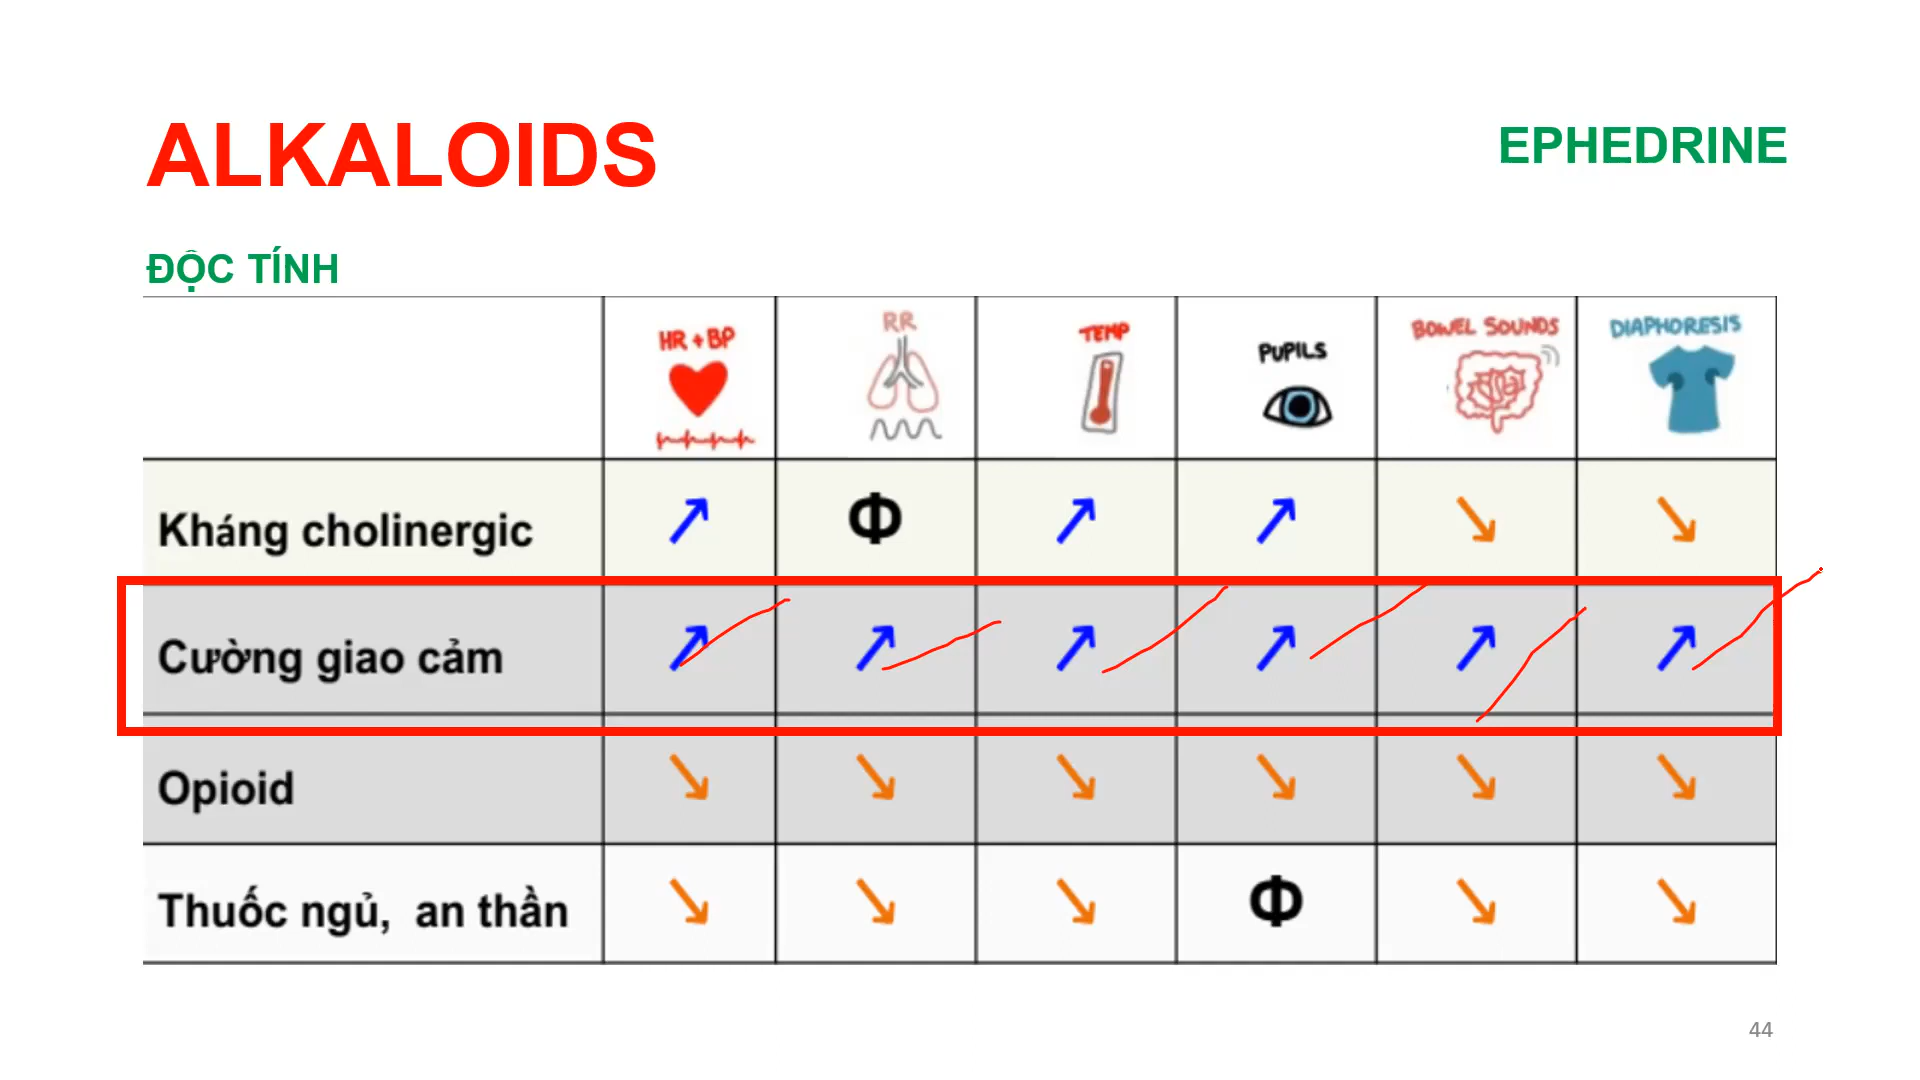 ALKALOIDS
EPHEDRINE
ĐỘC TÍNH
HR + BP
RR
TEMP
PUPILS
BOWEL SOUNDS
DIAPHORESIS
Kháng cholinergic ↗ Φ ↗ ↗ ↘ ↘
Cường giao cảm ↗ ↗ ↗ ↗ ↗ ↗
Opioid ↘ ↘ ↘ ↘ ↘ ↘
Thuốc ngủ, an thần ↘ ↘ ↘ Φ ↘ ↘
44